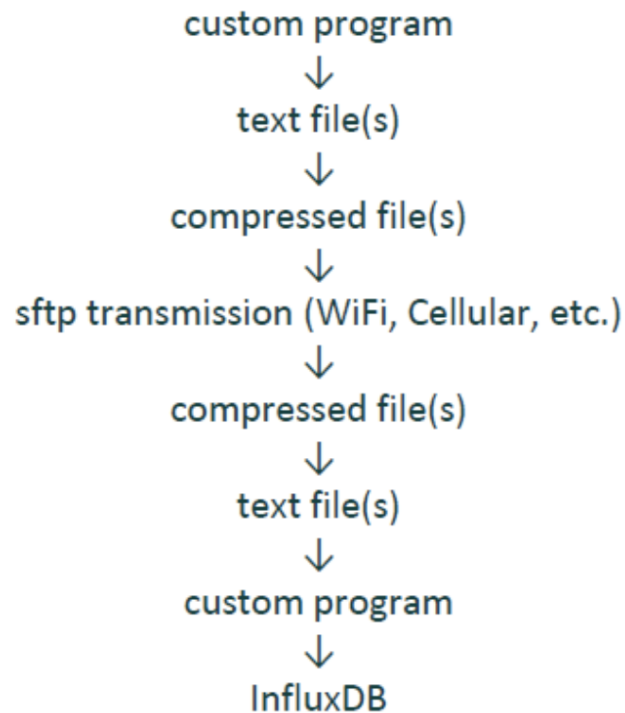 custom program
↓
text file(s)
↓
compressed file(s)
↓
sftp transmission (WiFi, Cellular, etc.)
↓
compressed file(s)
↓
text file(s)
↓
custom program
↓
InfluxDB